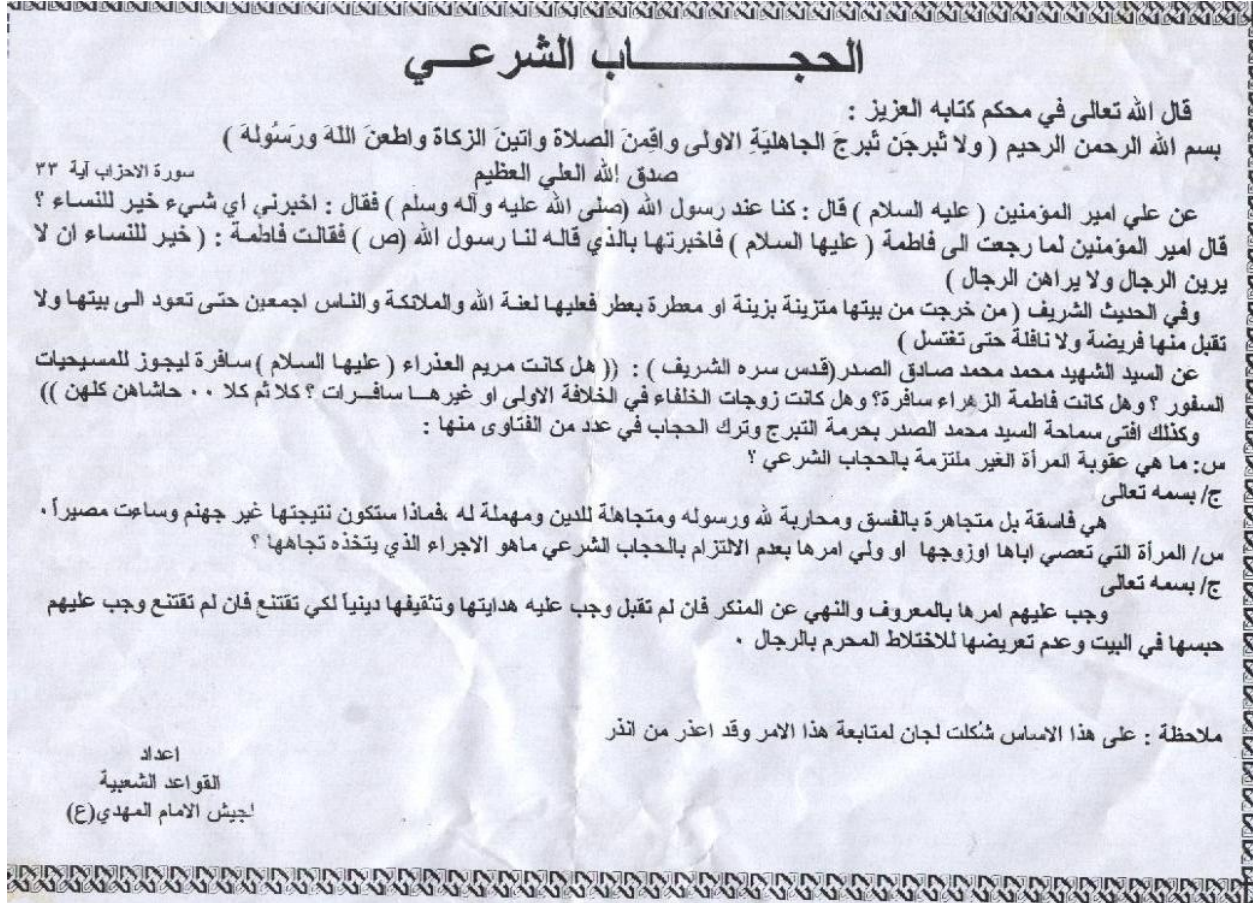 الحجـــــــاب الشرعـــي
قال الله تعالى في محكم كتابه العزيز :
بسم الله الرحمن الرحيم ( ولا تَبرجَن تَبرجَ الجاهليَةِ الاولى واقِمنَ الصلاة واتينَ الزكاة واطعنَ اللهَ ورَسُولهَ )
صدق الله العلي العظيم
سورة الاحزاب آية ٣٣
عن علي امير المؤمنين ( عليه السلام ) قال : كنا عند رسول الله (صلى الله عليه وآله وسلم ) فقال : اخبرني اي شيء خير للنساء ؟
قال امير المؤمنين لما رجعت الى فاطمة ( عليها السلام ) فاخبرتها بالذي قاله لنا رسول الله (ص ) فقالت فاطمة : ( خير للنساء ان لا
يرين الرجال ولا يراهن الرجال )
وفي الحديث الشريف ( من خرجت من بيتها متزينة بزينة او معطرة بعطر فعليها لعنة الله والملائكة والناس اجمعين حتى تعود الى بيتها ولا
تقبل منها فريضة ولا نافلة حتى تغتسل )
عن السيد الشهيد محمد محمد صادق الصدر(قدس سره الشريف ) : (( هل كانت مريم العذراء ( عليها السلام ) سافرة ليجوز للمسيحيات
السفور ؟ وهل كانت فاطمة الزهراء سافرة؟ وهل كانت زوجات الخلفاء في الخلافة الاولى او غيرها سافرات ؟ كلا ثم كلا ٠٠ حاشاهن كلهن ))
وكذلك افتى سماحة السيد محمد الصدر بحرمة التبرج وترك الحجاب في عدد من الفتاوى منها :
س: ما هي عقوبة المرأة الغير ملتزمة بالحجاب الشرعي ؟
ج/ بسمه تعالى
هي فاسقة بل متجاهرة بالفسق ومحاربة لله ورسوله ومتجاهلة للدين ومهملة له ،فماذا ستكون نتيجتها غير جهنم وساءت مصيراً ٠
س/ المرأة التي تعصي اباها اوزوجها او ولي امرها بعدم الالتزام بالحجاب الشرعي ماهو الاجراء الذي يتخذه تجاهها ؟
ج/ بسمه تعالى
وجب عليهم امرها بالمعروف والنهي عن المنكر فان لم تقبل وجب عليه هدايتها وتثقيفها دينياً لكي تقتنع فان لم تقتنع وجب عليهم
حبسها في البيت وعدم تعريضها للاختلاط المحرم بالرجال ٠
ملاحظة : على هذا الاساس شُكلت لجان لمتابعة هذا الامر وقد اعذر من انذر
اعداد
القواعد الشعبية
لجيش الامام المهدي(ع)